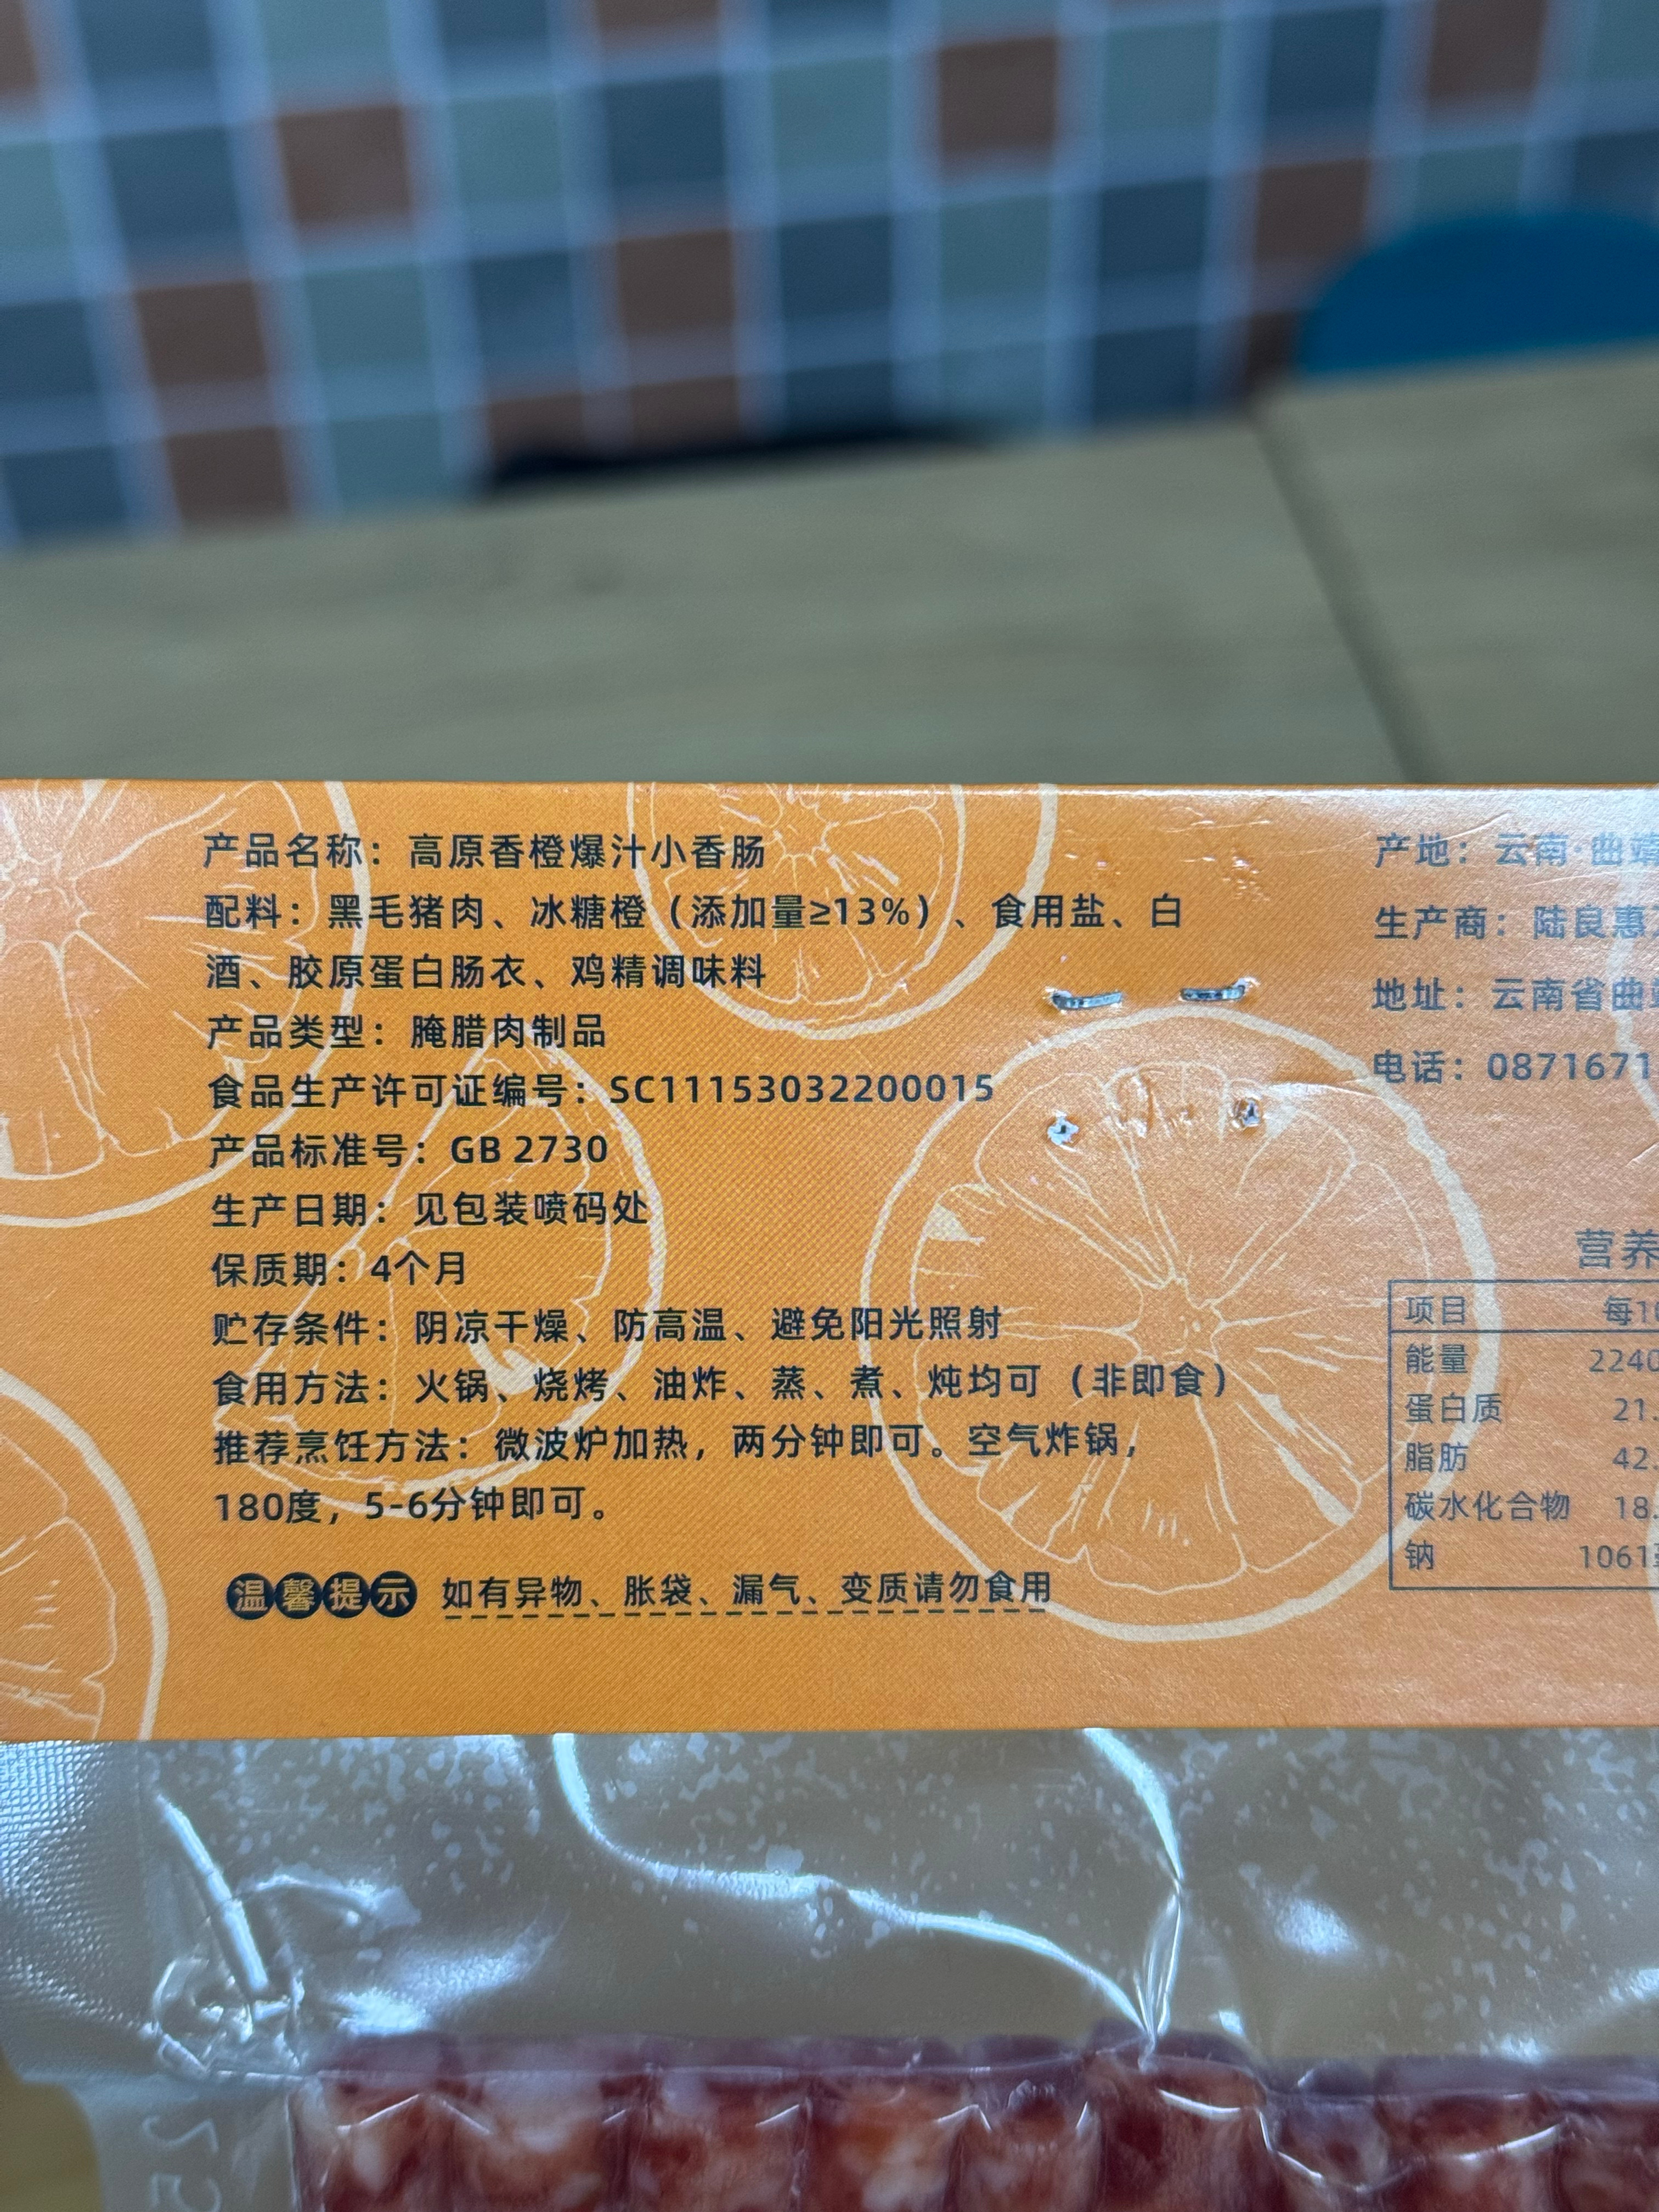 产品名称：高原香橙爆汁小香肠
配料：黑毛猪肉、冰糖橙（添加量≥13%）、食用盐、白
酒、胶原蛋白肠衣、鸡精调味料
产品类型：腌腊肉制品
食品生产许可证编号：SC11153032200015
产品标准号：GB 2730
生产日期：见包装喷码处
保质期：4个月
贮存条件：阴凉干燥、防高温、避免阳光照射
食用方法：火锅、烧烤、油炸、蒸、煮、炖均可（非即食）
推荐烹饪方法：微波炉加热，两分钟即可。空气炸锅，
180度，5-6分钟即可。
温馨提示 如有异物、胀袋、漏气、变质请勿食用
产地：云南·曲靖
生产商：陆良惠
地址：云南省曲靖
电话：0871671
营养
项目 每10
能量 2240
蛋白质 21.
脂肪 42.
碳水化合物 18.
钠 1061